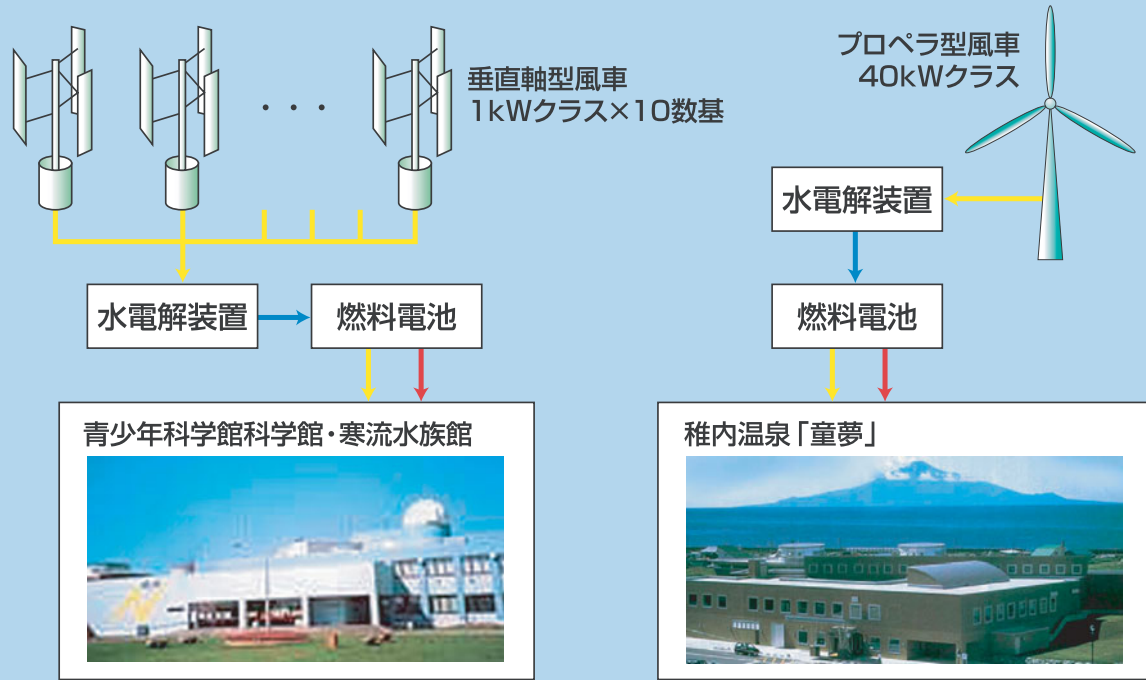 垂直軸型風車
1kWクラス×10数基
・・・
プロペラ型風車
40kWクラス
水電解装置
燃料電池
水電解装置
燃料電池
青少年科学館科学館・寒流水族館
稚内温泉「童夢」